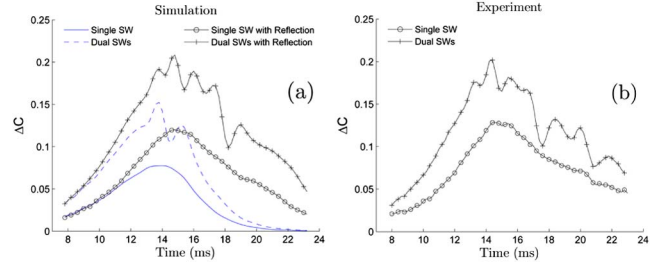 Simulation
Single SW
Dual SWs
Single SW with Reflection
Dual SWs with Reflection
0.25
0.2
0.15
0.1
0.05
0
ΔC
(a)
8 10 12 14 16 18 20 22 24
Time (ms)
Experiment
Single SW
Dual SWs
0.25
0.2
0.15
0.1
0.05
0
ΔC
(b)
8 10 12 14 16 18 20 22 24
Time (ms)